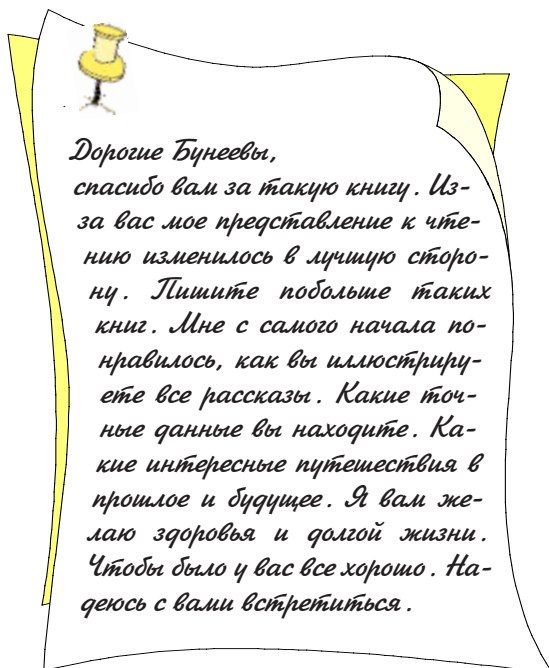 Дорогие Бунеевы,
спасибо вам за такую книгу. Из-
за вас мое представление к чте-
нию изменилось в лучшую сторо-
ну. Пишите побольше таких
книг. Мне с самого начала по-
нравилось, как вы иллюстрируу-
ете все рассказы. Какие точ-
ные данные вы находите. Ка-
кие интересные путешествия в
прошлое и будущее. Я вам же-
лаю здоровья и долгой жизни.
Чтобы было у вас все хорошо. На-
деюсь с вами встретиться.